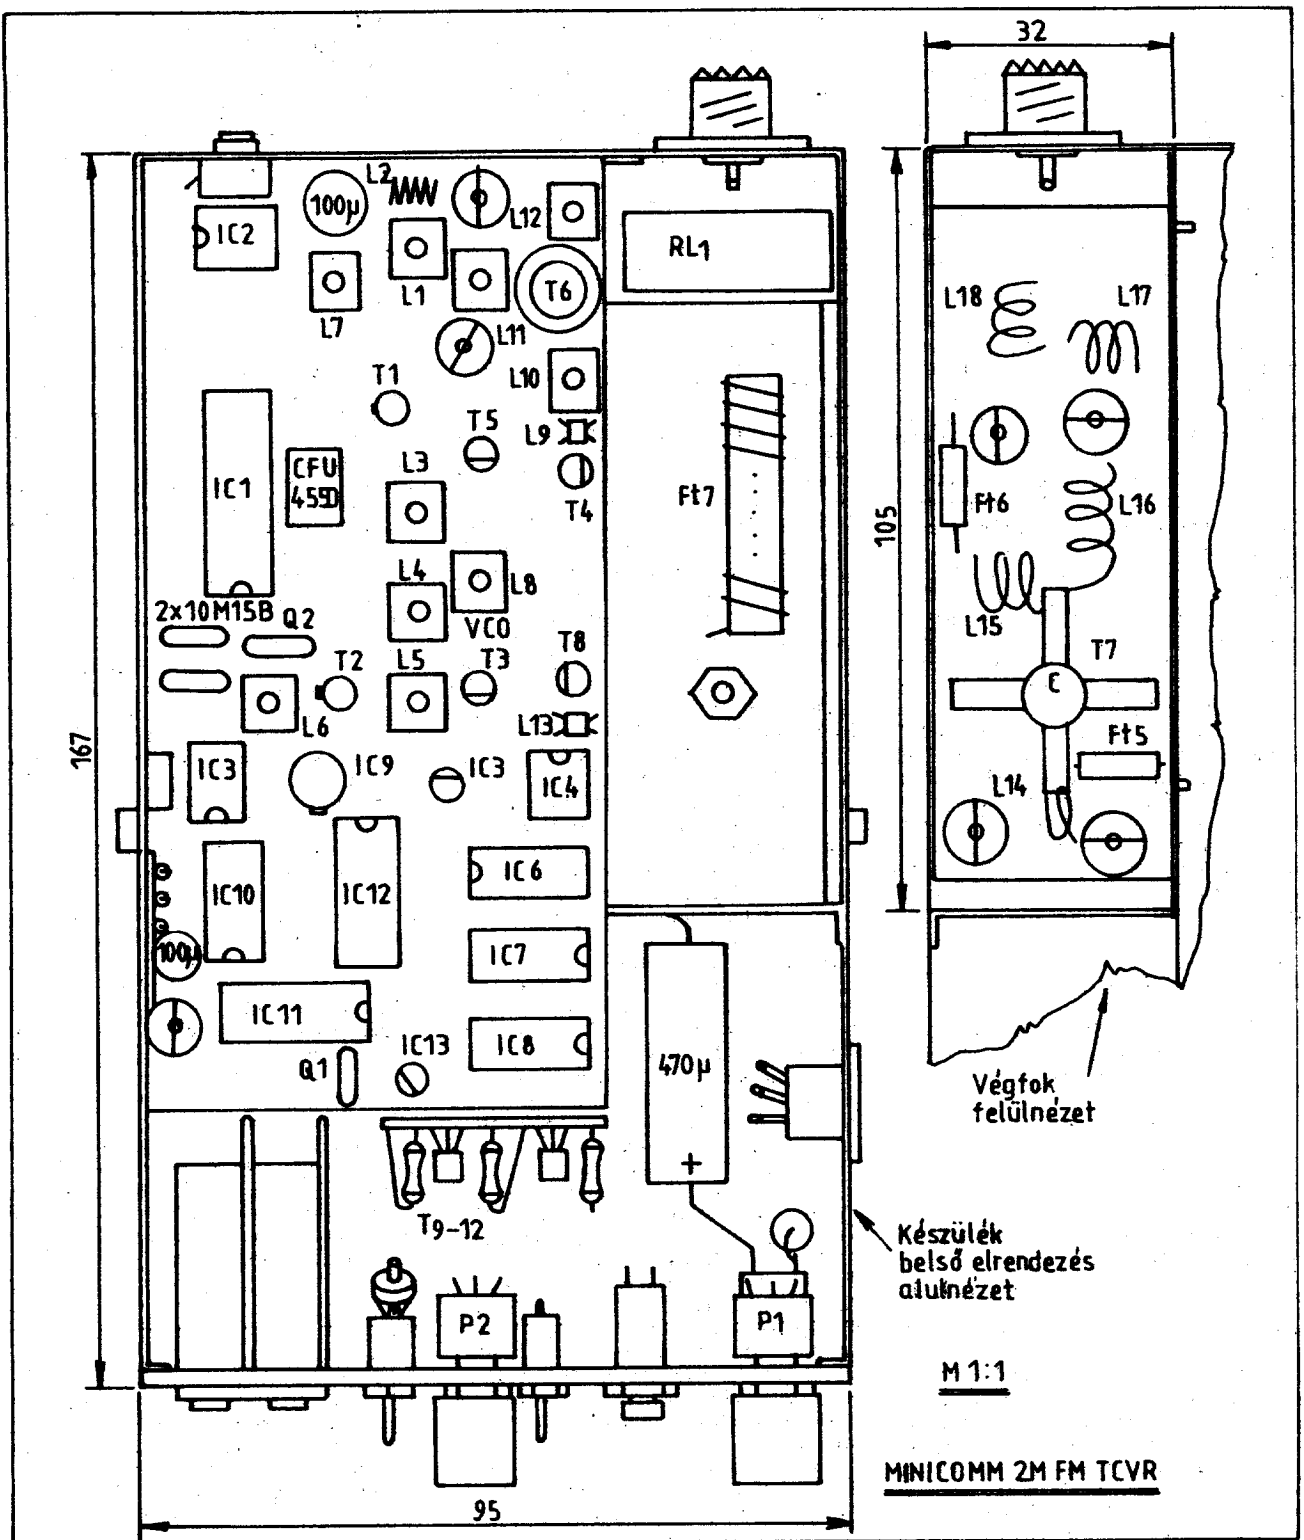 32
L2
100µ
L12
IC2
RL1
L1
T6
L7
L11
L18
L17
L10
T1
T5
L9
CFU
455D
IC1
L3
T4
Ft7
Ft6
L16
105
L4
L8
2x10M15B
Q2
VCO
L15
T2
L5
T3
T8
T7
E
L6
L13
Ft5
167
IC3
IC9
IC3
IC4
L14
IC10
IC12
IC6
100µ
IC7
IC11
IC13
IC8
470µ
Q1
Végfok
felülnézet
+
T9-12
Készülék
belső elrendezés
alulnézet
P2
P1
M 1:1
MINICOMM 2M FM TCVR
95